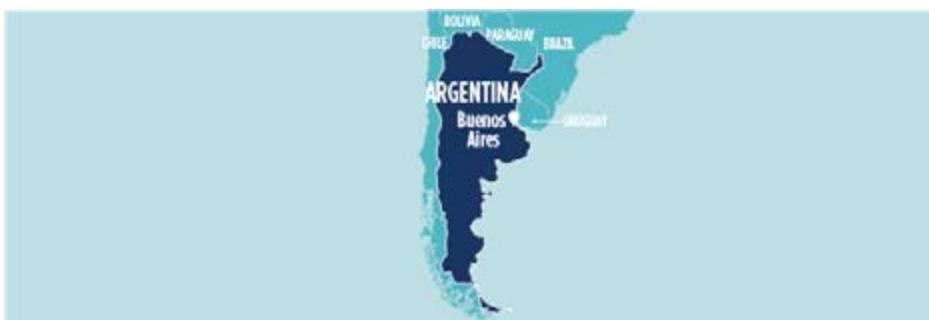 BOLIVIA
PARAGUAY
CHILE
BRAZIL
ARGENTINA
Buenos
Aires
URUGUAY